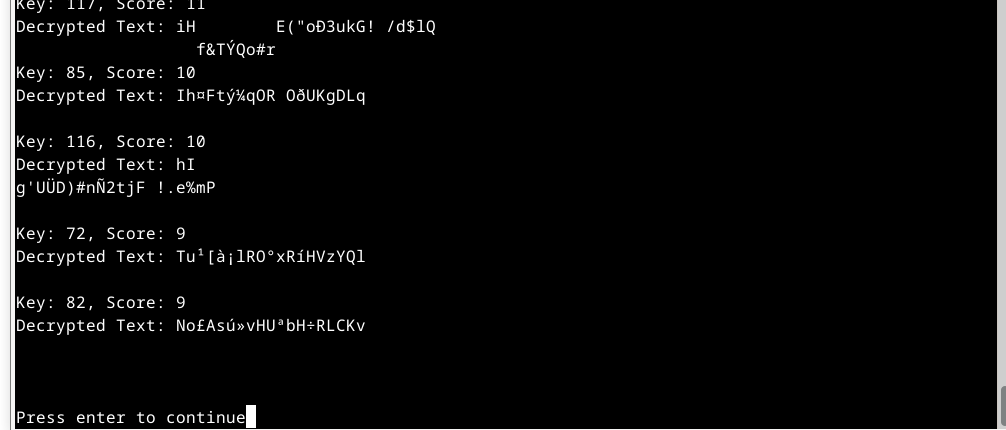 Key: 117, Score: 11
Decrypted Text: iH        E("oÐ3ukG! /d$lQ
f&TÝQo#r
Key: 85, Score: 10
Decrypted Text: Ih¤Ftý¼qOR OðUKgDLq
Key: 116, Score: 10
Decrypted Text: hI
g'UÜD)#nÑ2tjF !.e%mP
Key: 72, Score: 9
Decrypted Text: Tu¹[à¡lRO°xRíHVzYQl
Key: 82, Score: 9
Decrypted Text: No£Asú»vHUªbH÷RLCKv
Press enter to continue